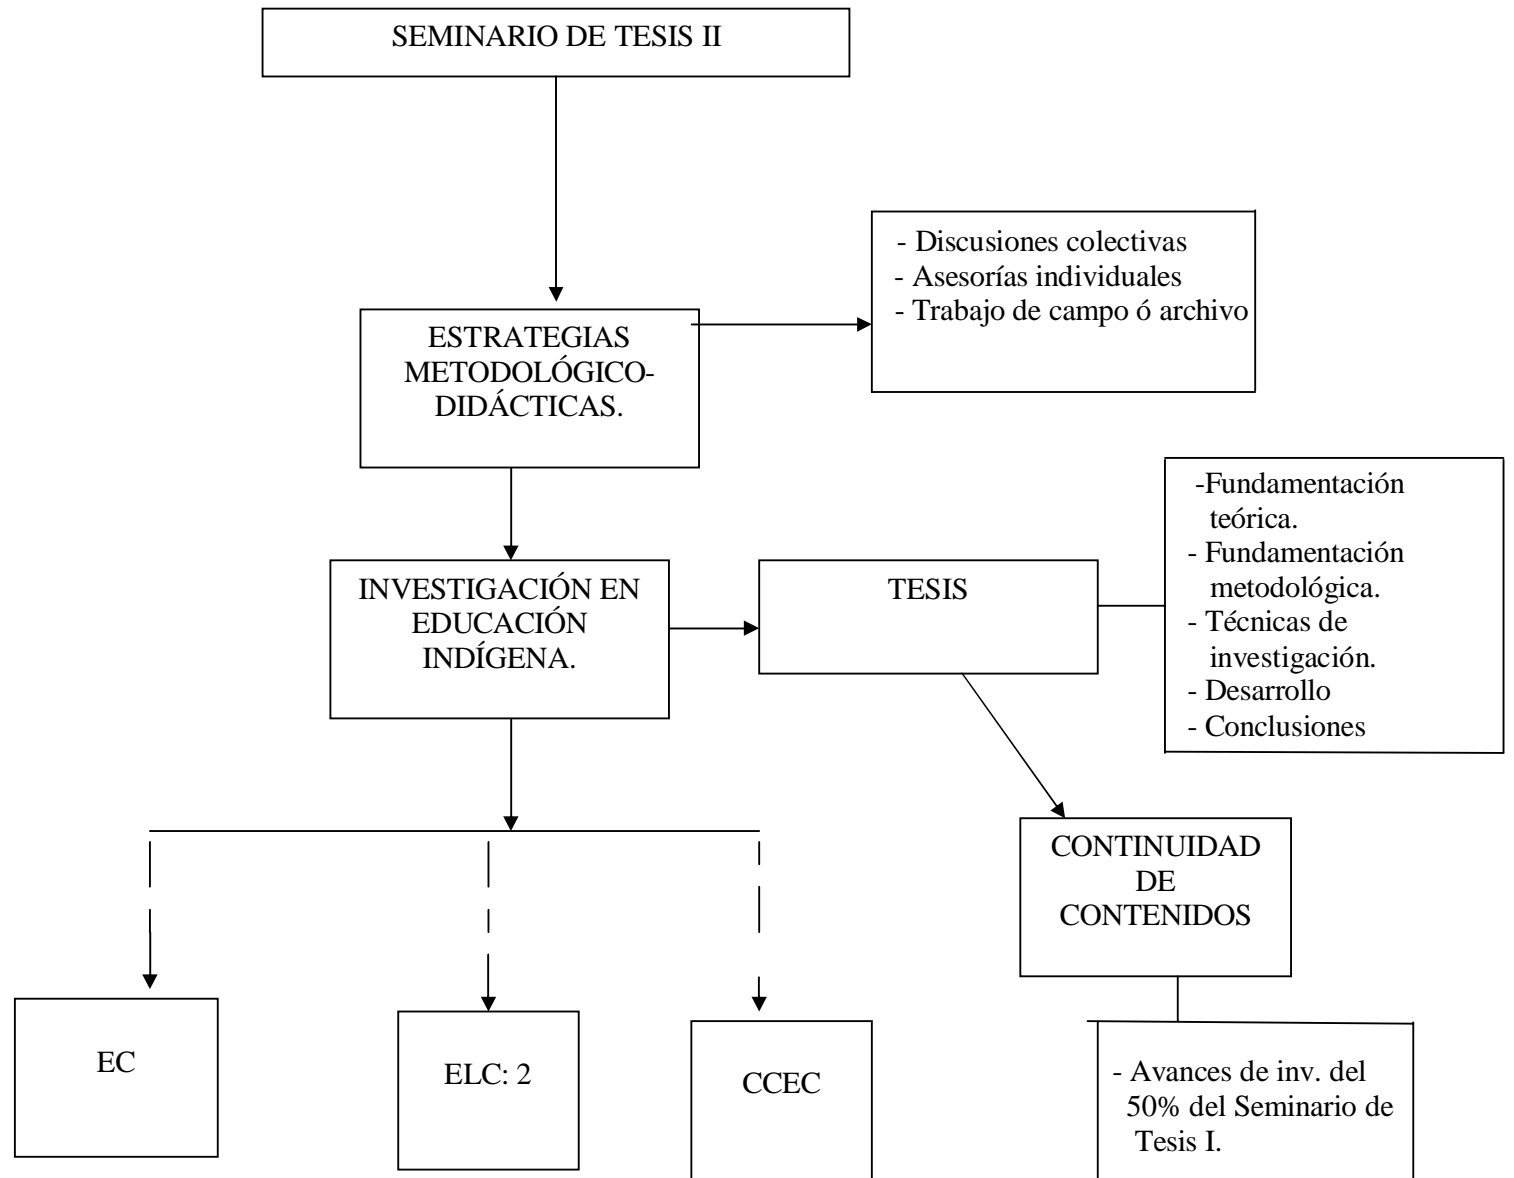 SEMINARIO DE TESIS II
- Discusiones colectivas
- Asesorías individuales
- Trabajo de campo ó archivo
ESTRATEGIAS
METODOLÓGICO-
DIDÁCTICAS.
-Fundamentación
teórica.
- Fundamentación
metodológica.
- Técnicas de
investigación.
- Desarrollo
- Conclusiones
INVESTIGACIÓN EN
EDUCACIÓN
INDÍGENA.
TESIS
CONTINUIDAD
DE
CONTENIDOS
EC
ELC: 2
CCEC
- Avances de inv. del
50% del Seminario de
Tesis I.